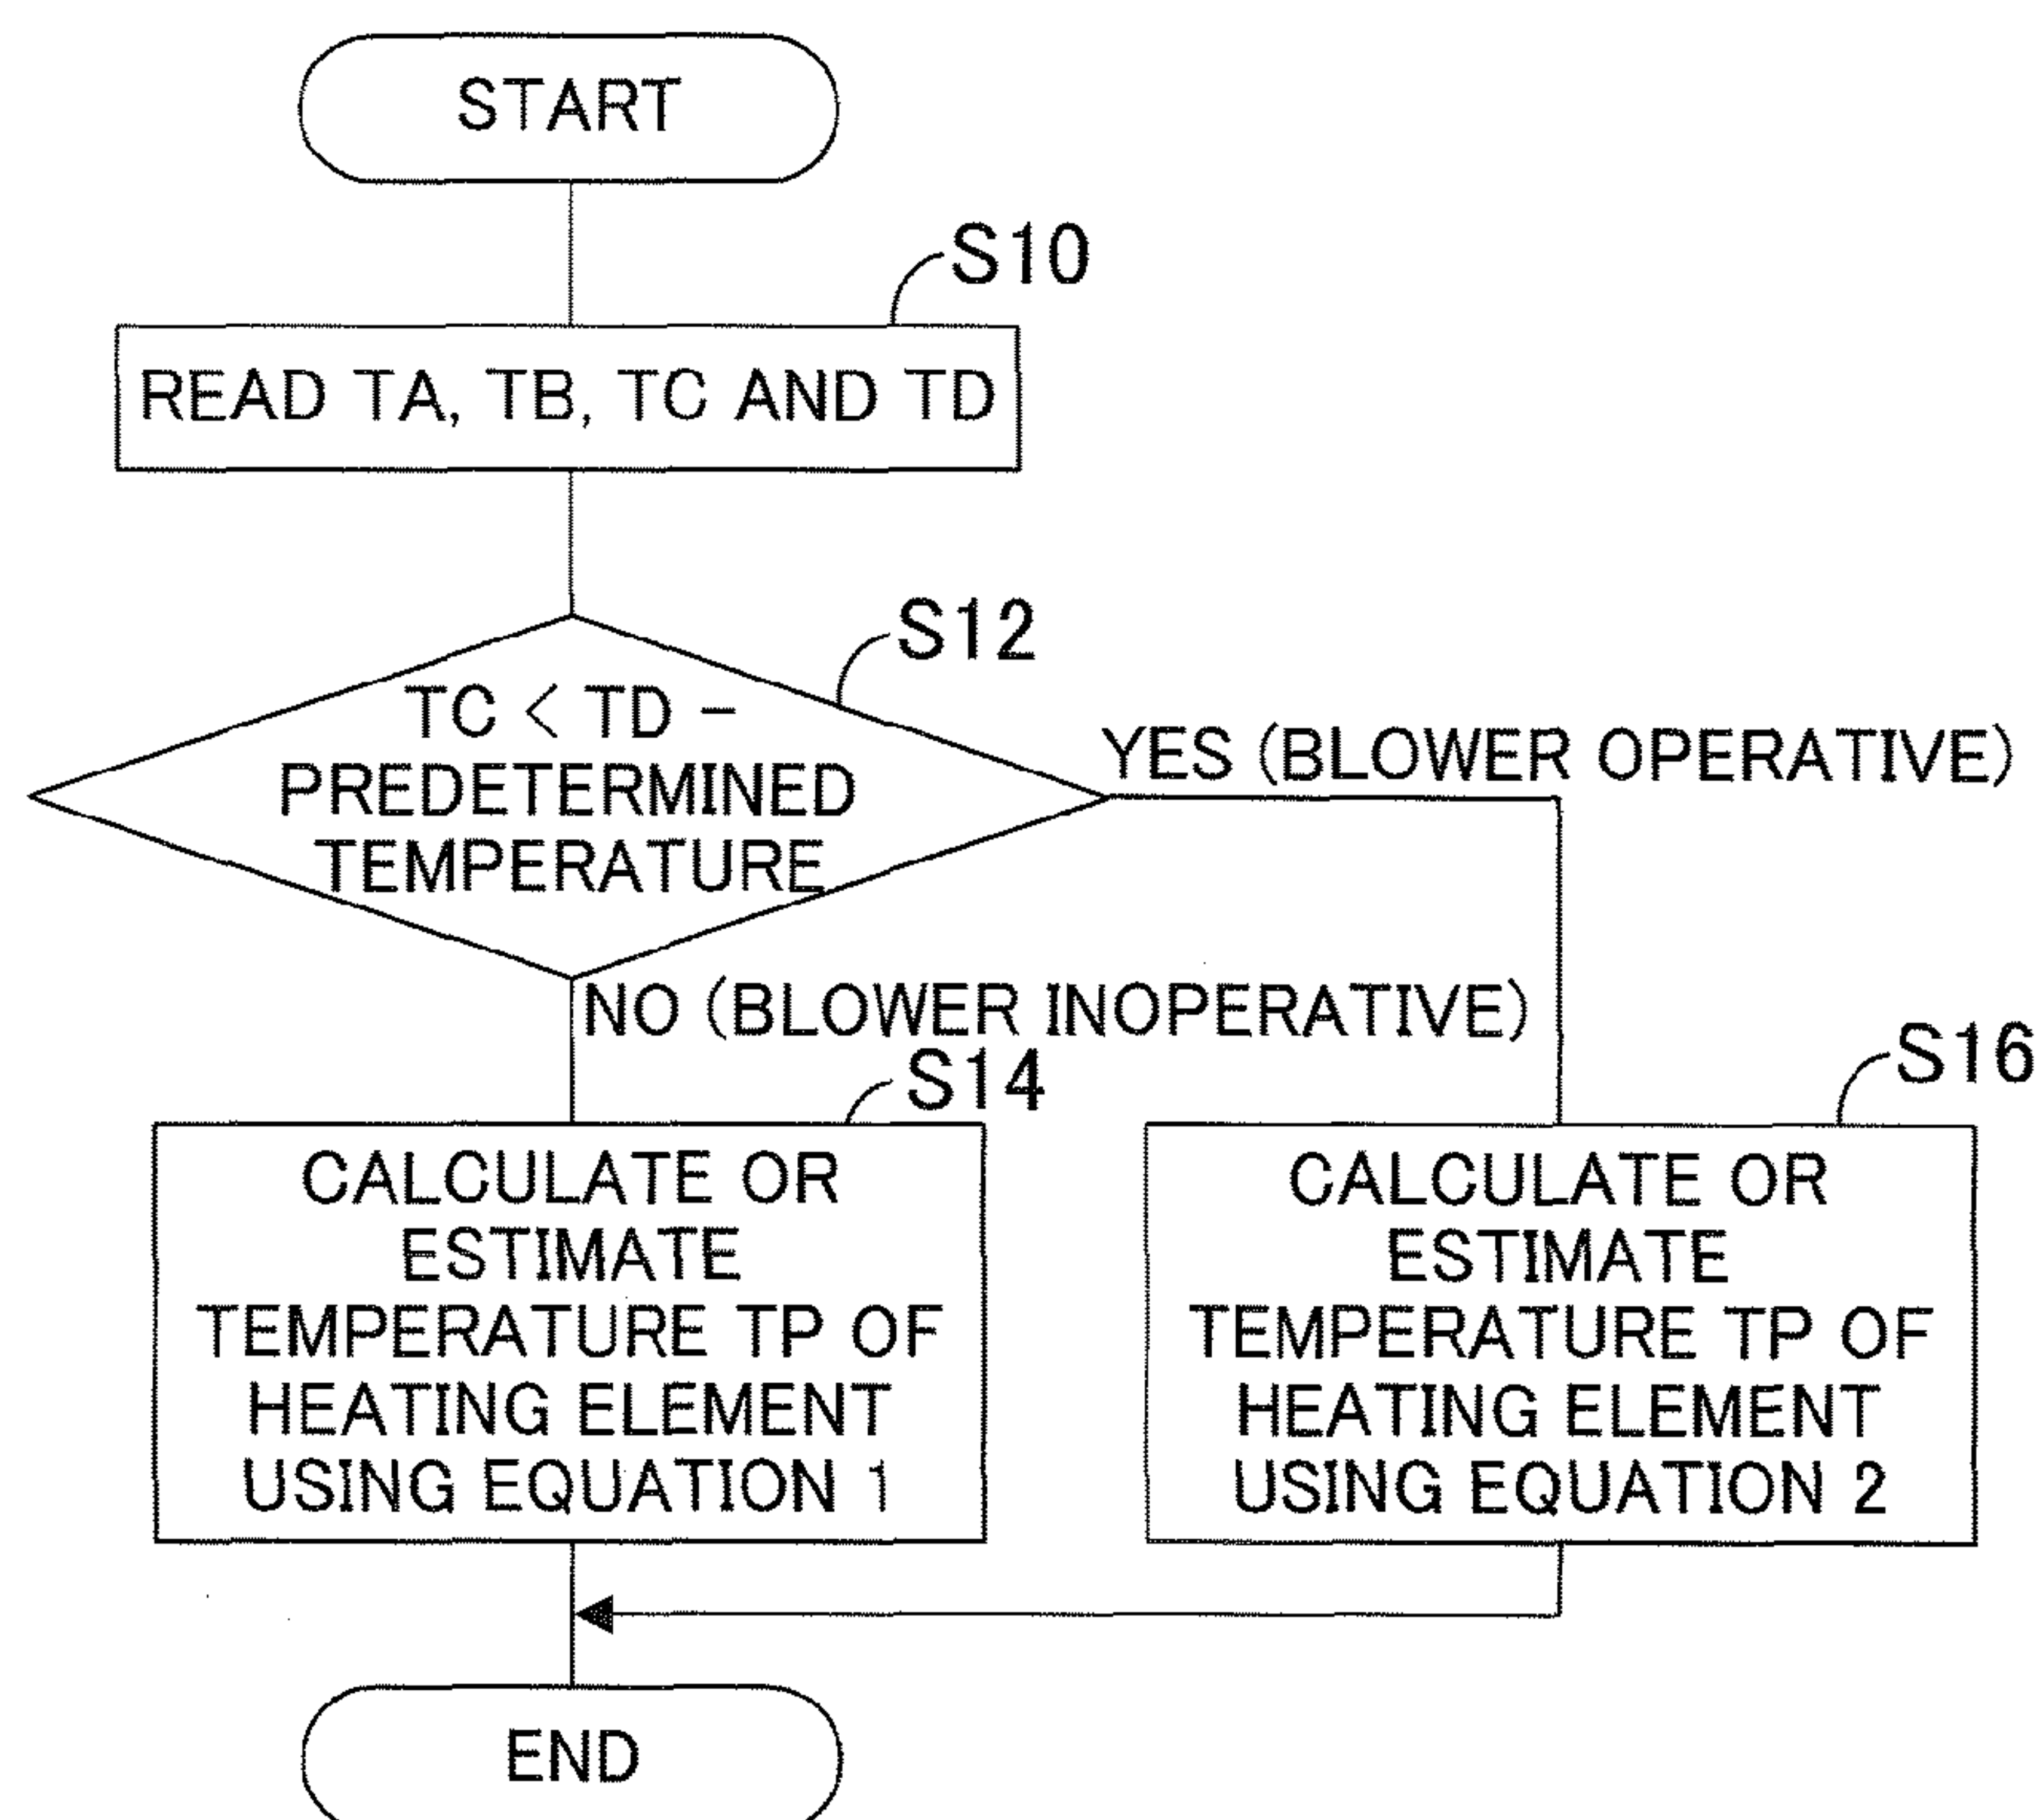 START
S10
READ TA, TB, TC AND TD
S12
TC < TD -
PREDETERMINED
TEMPERATURE
YES (BLOWER OPERATIVE)
NO (BLOWER INOPERATIVE)
S14
CALCULATE OR
ESTIMATE
TEMPERATURE TP OF
HEATING ELEMENT
USING EQUATION 1
S16
CALCULATE OR
ESTIMATE
TEMPERATURE TP OF
HEATING ELEMENT
USING EQUATION 2
END